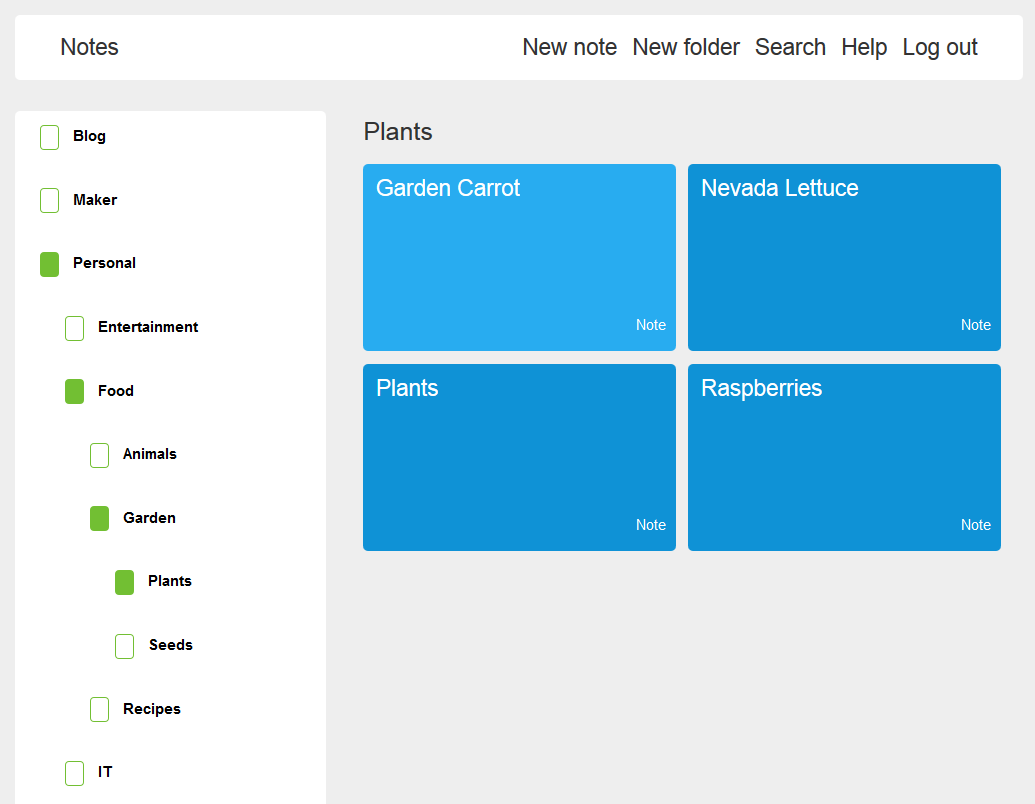 Notes
New note New folder Search Help Log out
Blog
Maker
Personal
Entertainment
Food
Animals
Garden
Plants
Seeds
Recipes
IT
Plants
Garden Carrot
Note
Nevada Lettuce
Note
Plants
Note
Raspberries
Note